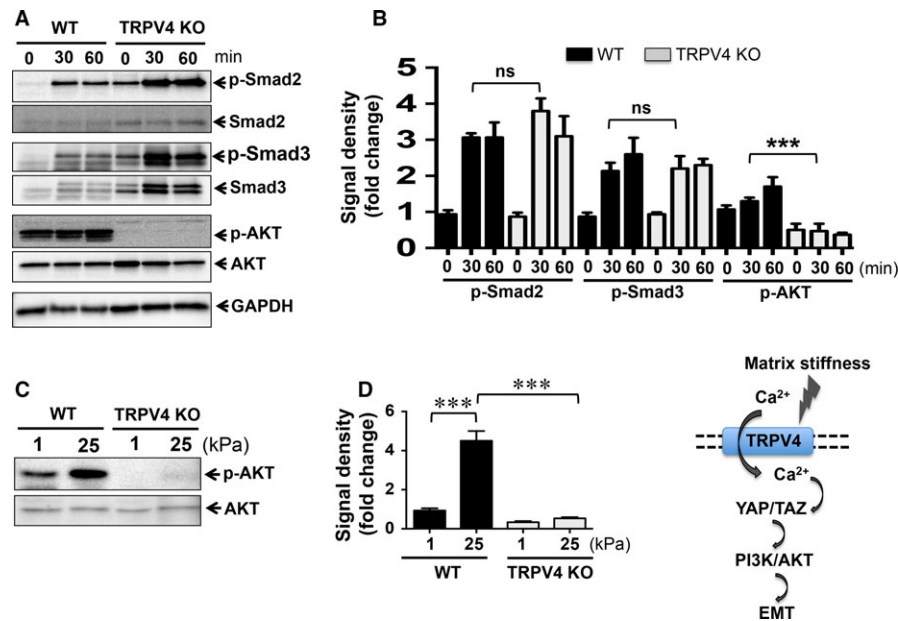 A
WT TRPV4 KO
0 30 60 0 30 60 min
p-Smad2
Smad2
p-Smad3
Smad3
p-AKT
AKT
GAPDH
B
WT TRPV4 KO
Signal density
(fold change)
5
4
3
2
1
0
ns
ns
***
0 30 60 0 30 60 0 30 60 0 30 60 0 30 60 0 30 60 (min)
p-Smad2 p-Smad3 p-AKT
C
WT TRPV4 KO
1 25 1 25 (kPa)
p-AKT
AKT
D
Signal density
(fold change)
6
4
2
0
***
***
1 25 1 25 (kPa)
WT TRPV4 KO
Matrix stiffness
Ca²⁺
TRPV4
Ca²⁺
YAP/TAZ
PI3K/AKT
EMT